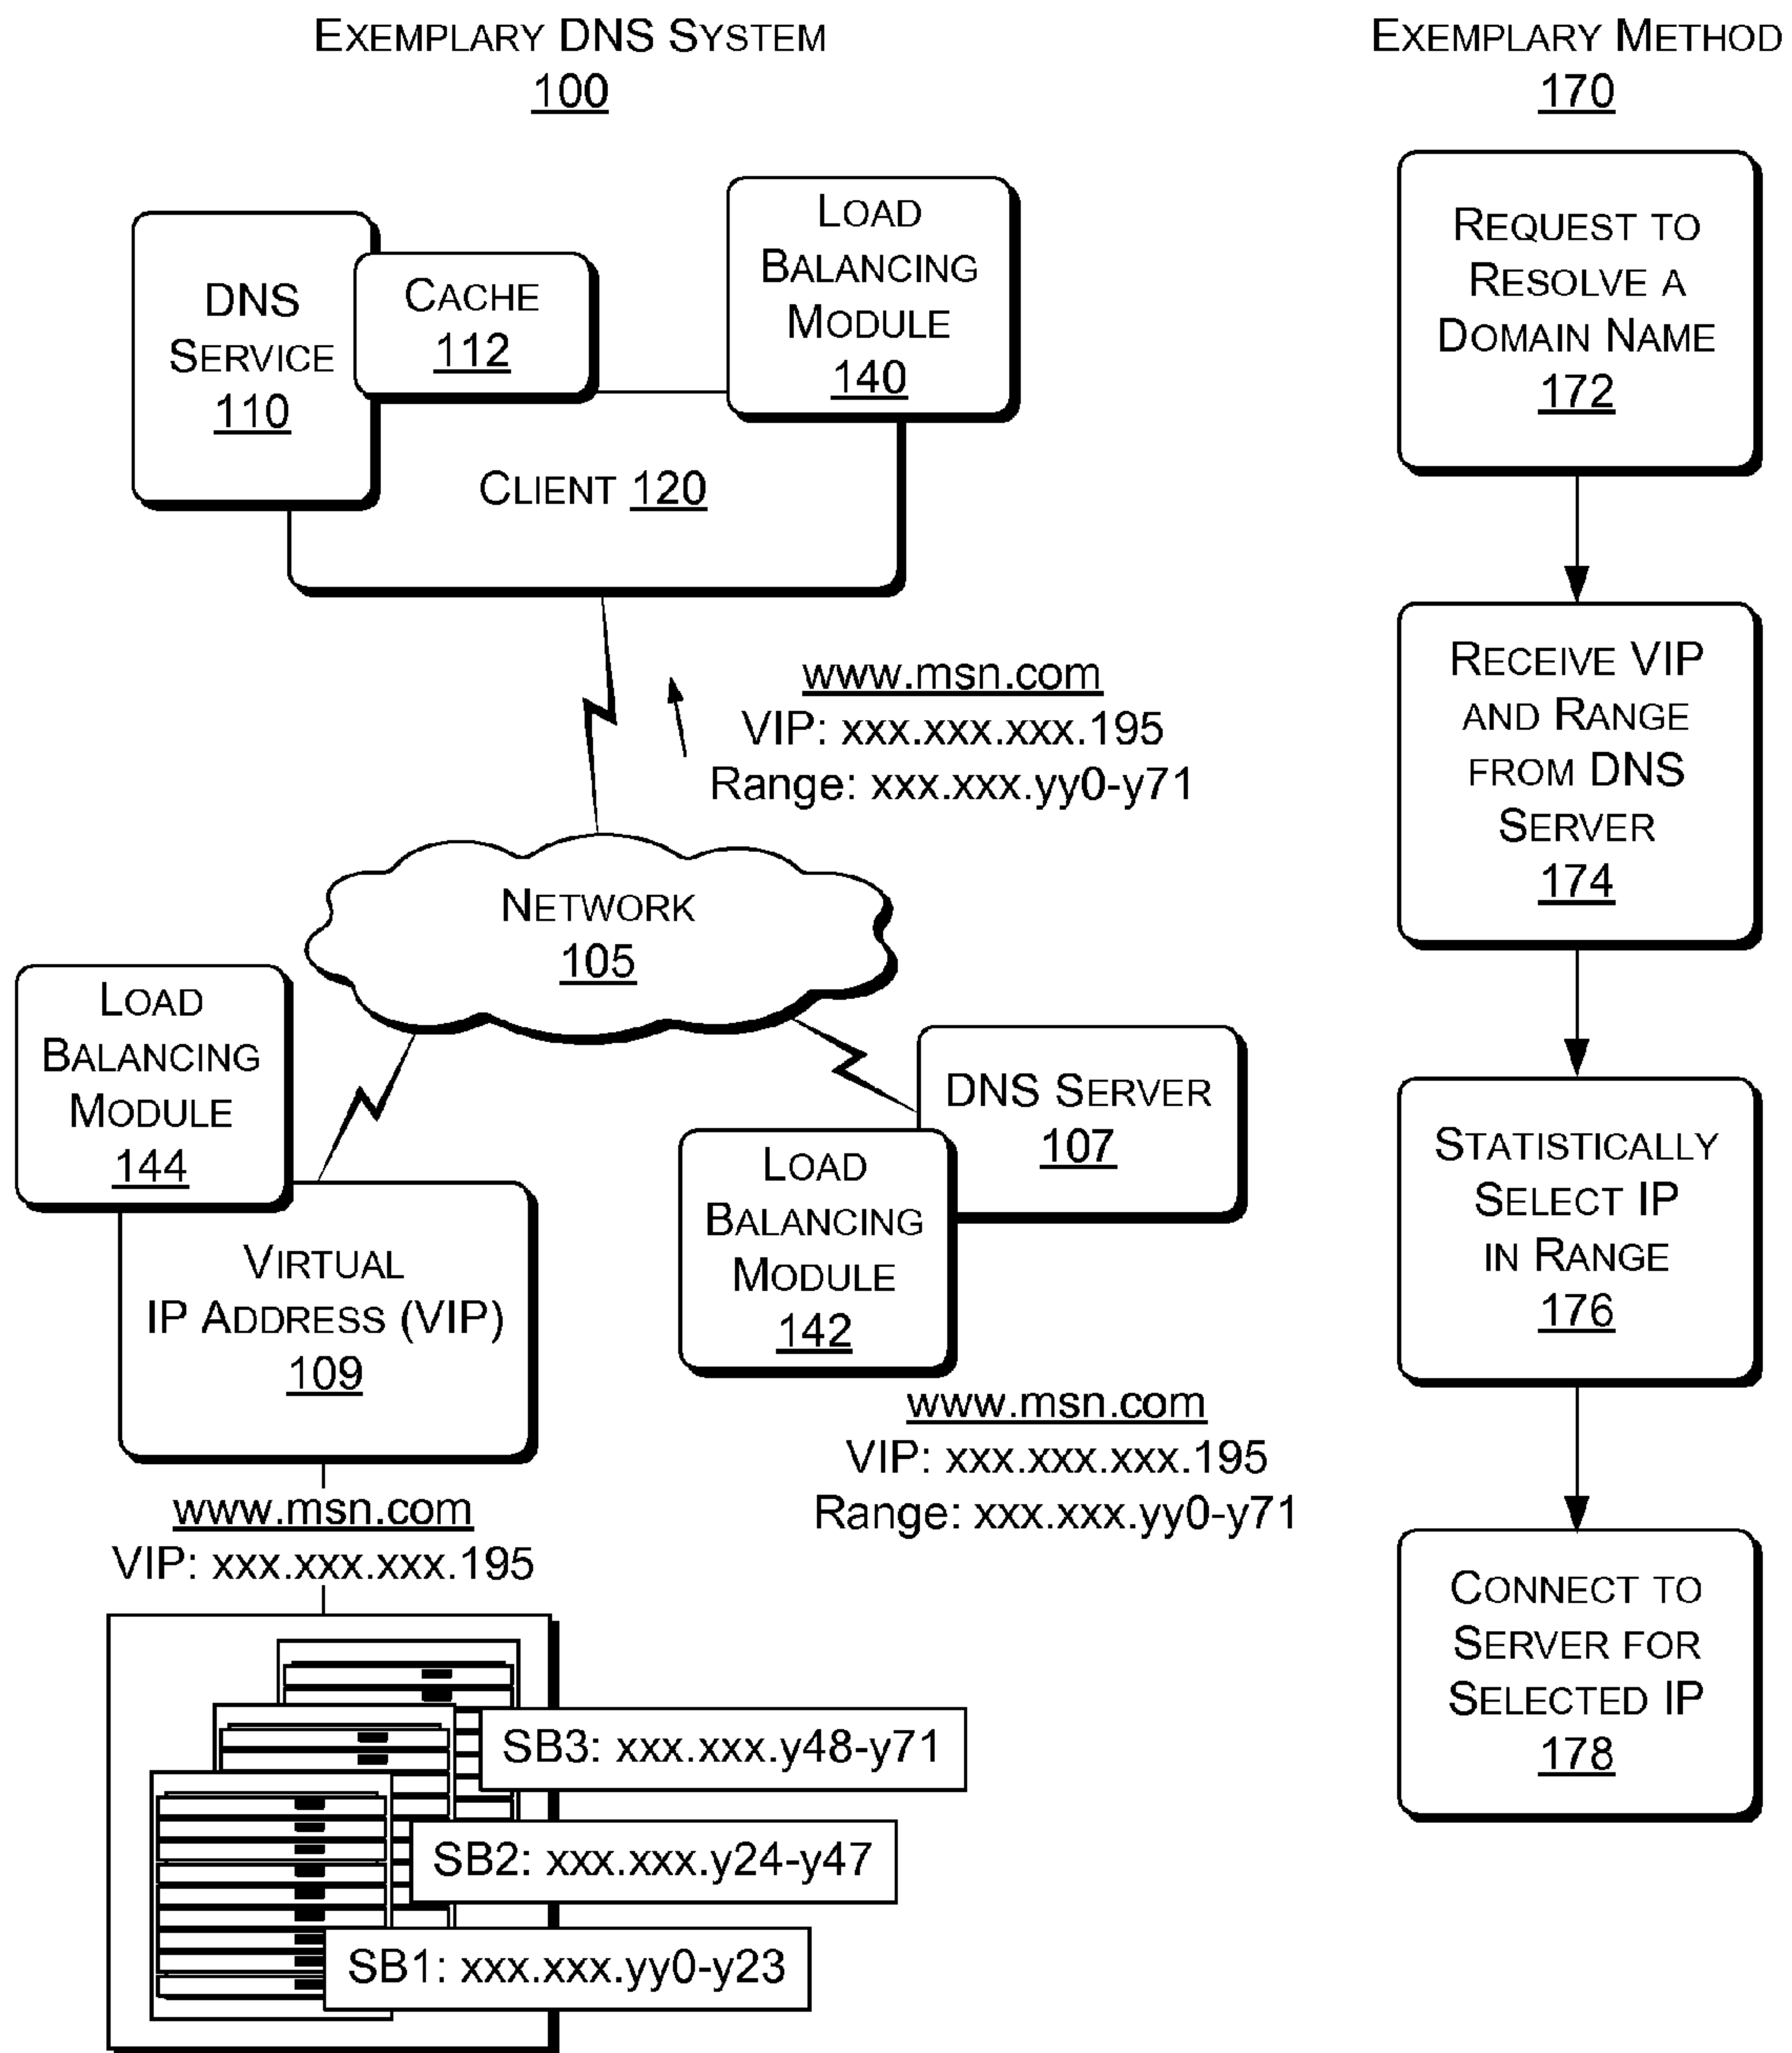 EXEMPLARY DNS SYSTEM
100
DNS
SERVICE
110
CACHE
112
LOAD
BALANCING
MODULE
140
CLIENT 120
www.msn.com
VIP: xxx.xxx.xxx.195
Range: xxx.xxx.yy0-y71
NETWORK
105
LOAD
BALANCING
MODULE
144
VIRTUAL
IP ADDRESS (VIP)
109
DNS SERVER
107
LOAD
BALANCING
MODULE
142
www.msn.com
VIP: xxx.xxx.xxx.195
Range: xxx.xxx.yy0-y71
www.msn.com
VIP: xxx.xxx.xxx.195
SB3: xxx.xxx.y48-y71
SB2: xxx.xxx.y24-y47
SB1: xxx.xxx.yy0-y23
EXEMPLARY METHOD
170
REQUEST TO
RESOLVE A
DOMAIN NAME
172
RECEIVE VIP
AND RANGE
FROM DNS
SERVER
174
STATISTICALLY
SELECT IP
IN RANGE
176
CONNECT TO
SERVER FOR
SELECTED IP
178